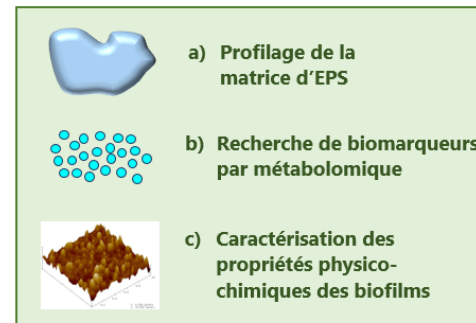 a) Profilage de la
matrice d'EPS
b) Recherche de biomarqueurs
par métabolomique
c) Caractérisation des
propriétés physico-
chimiques des biofilms